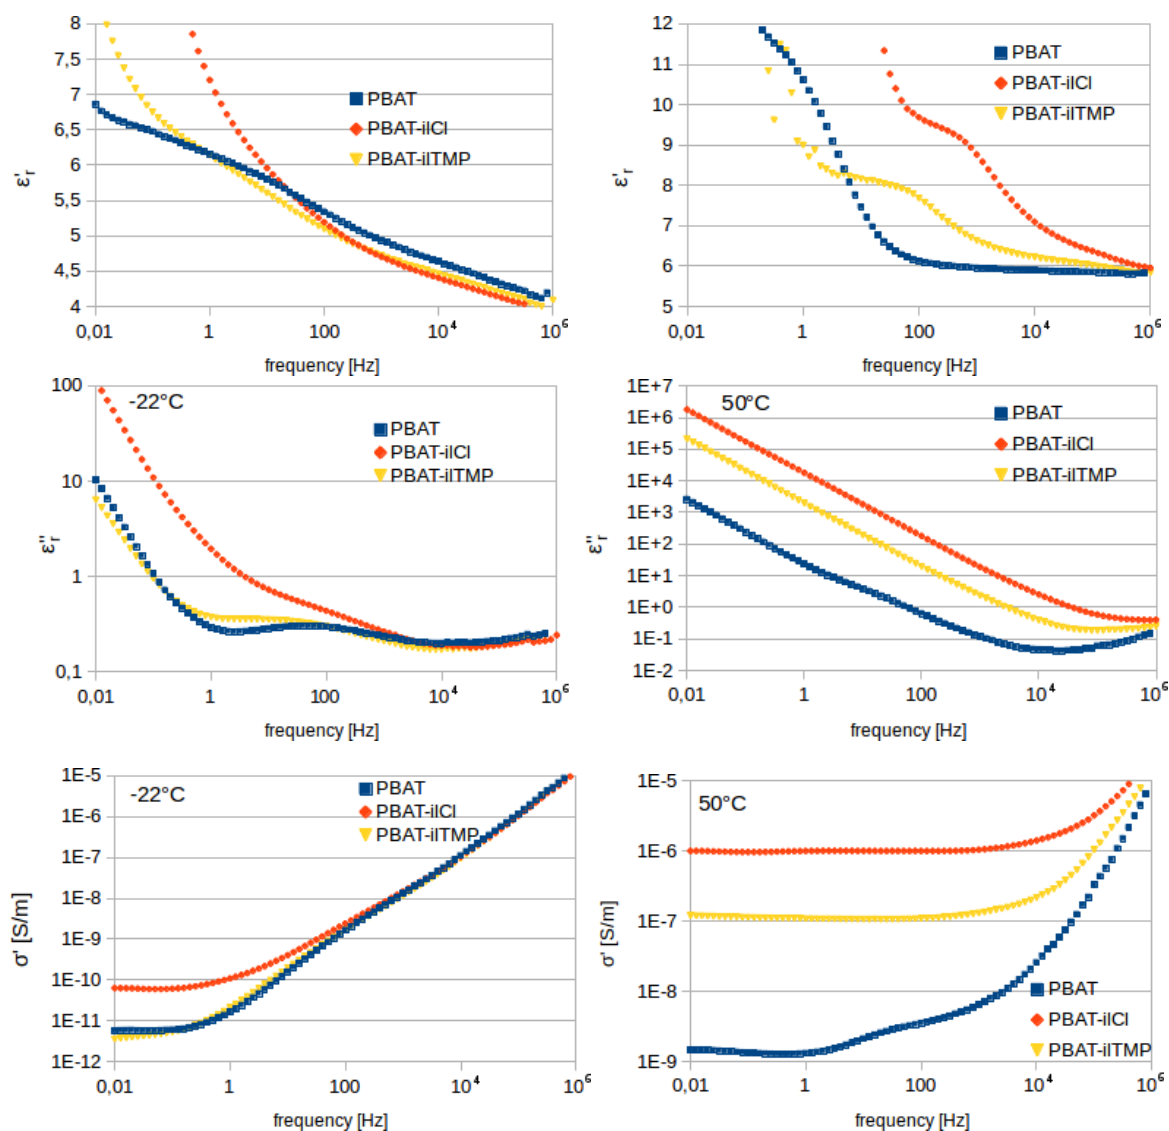 8
7,5
7
6,5
6
5,5
5
4,5
4
ε'r
0,01
1
100
10⁴
10⁶
frequency [Hz]
PBAT
PBAT-ilCl
PBAT-ilTMP
12
11
10
9
8
7
6
5
ε'r
0,01
1
100
10⁴
10⁶
frequency [Hz]
PBAT
PBAT-ilCl
PBAT-ilTMP
-22°C
100
10
1
0,1
ε''r
0,01
1
100
10⁴
10⁶
frequency [Hz]
PBAT
PBAT-ilCl
PBAT-ilTMP
50°C
1E+7
1E+6
1E+5
1E+4
1E+3
1E+2
1E+1
1E+0
1E-1
1E-2
ε''r
0,01
1
100
10⁴
10⁶
frequency [Hz]
PBAT
PBAT-ilCl
PBAT-ilTMP
-22°C
1E-5
1E-6
1E-7
1E-8
1E-9
1E-10
1E-11
1E-12
σ' [S/m]
0,01
1
100
10⁴
10⁶
frequency [Hz]
PBAT
PBAT-ilCl
PBAT-ilTMP
50°C
1E-5
1E-6
1E-7
1E-8
1E-9
σ' [S/m]
0,01
1
100
10⁴
10⁶
frequency [Hz]
PBAT
PBAT-ilCl
PBAT-ilTMP